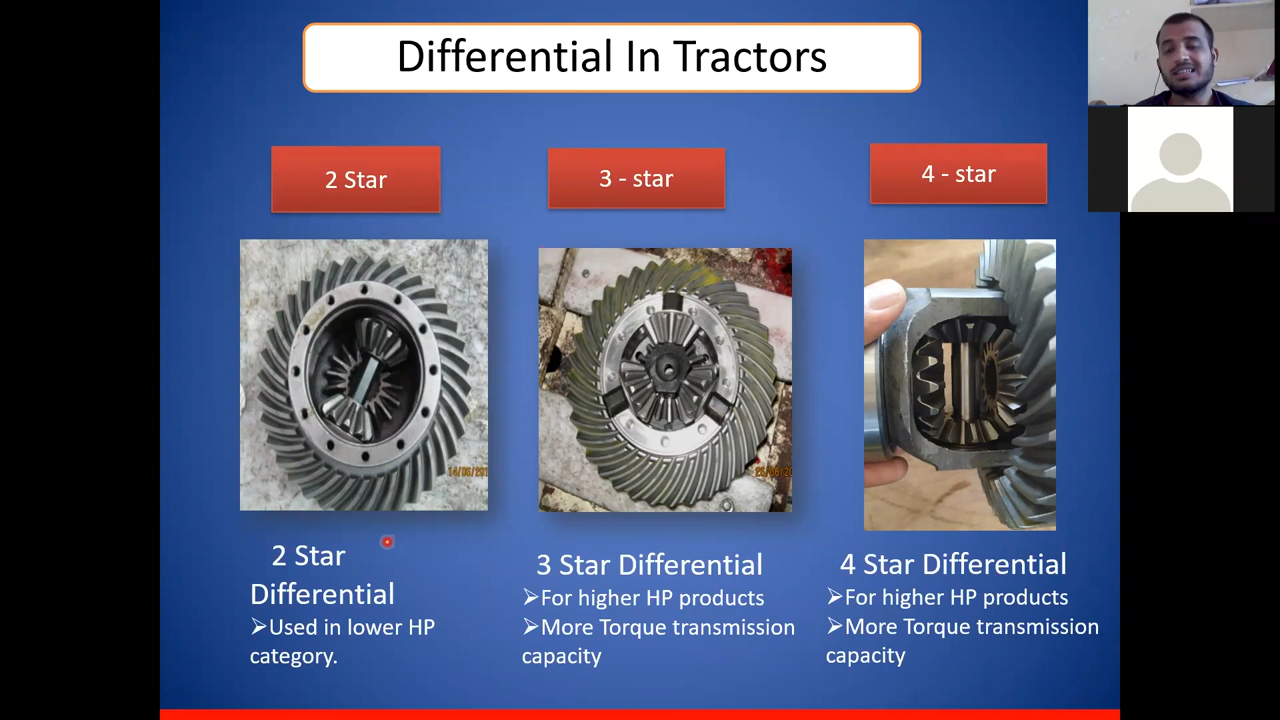 Differential In Tractors
2 Star
3 - star
4 - star
2 Star
Differential
➢Used in lower HP
category.
3 Star Differential
➢For higher HP products
➢More Torque transmission
capacity
4 Star Differential
➢For higher HP products
➢More Torque transmission
capacity